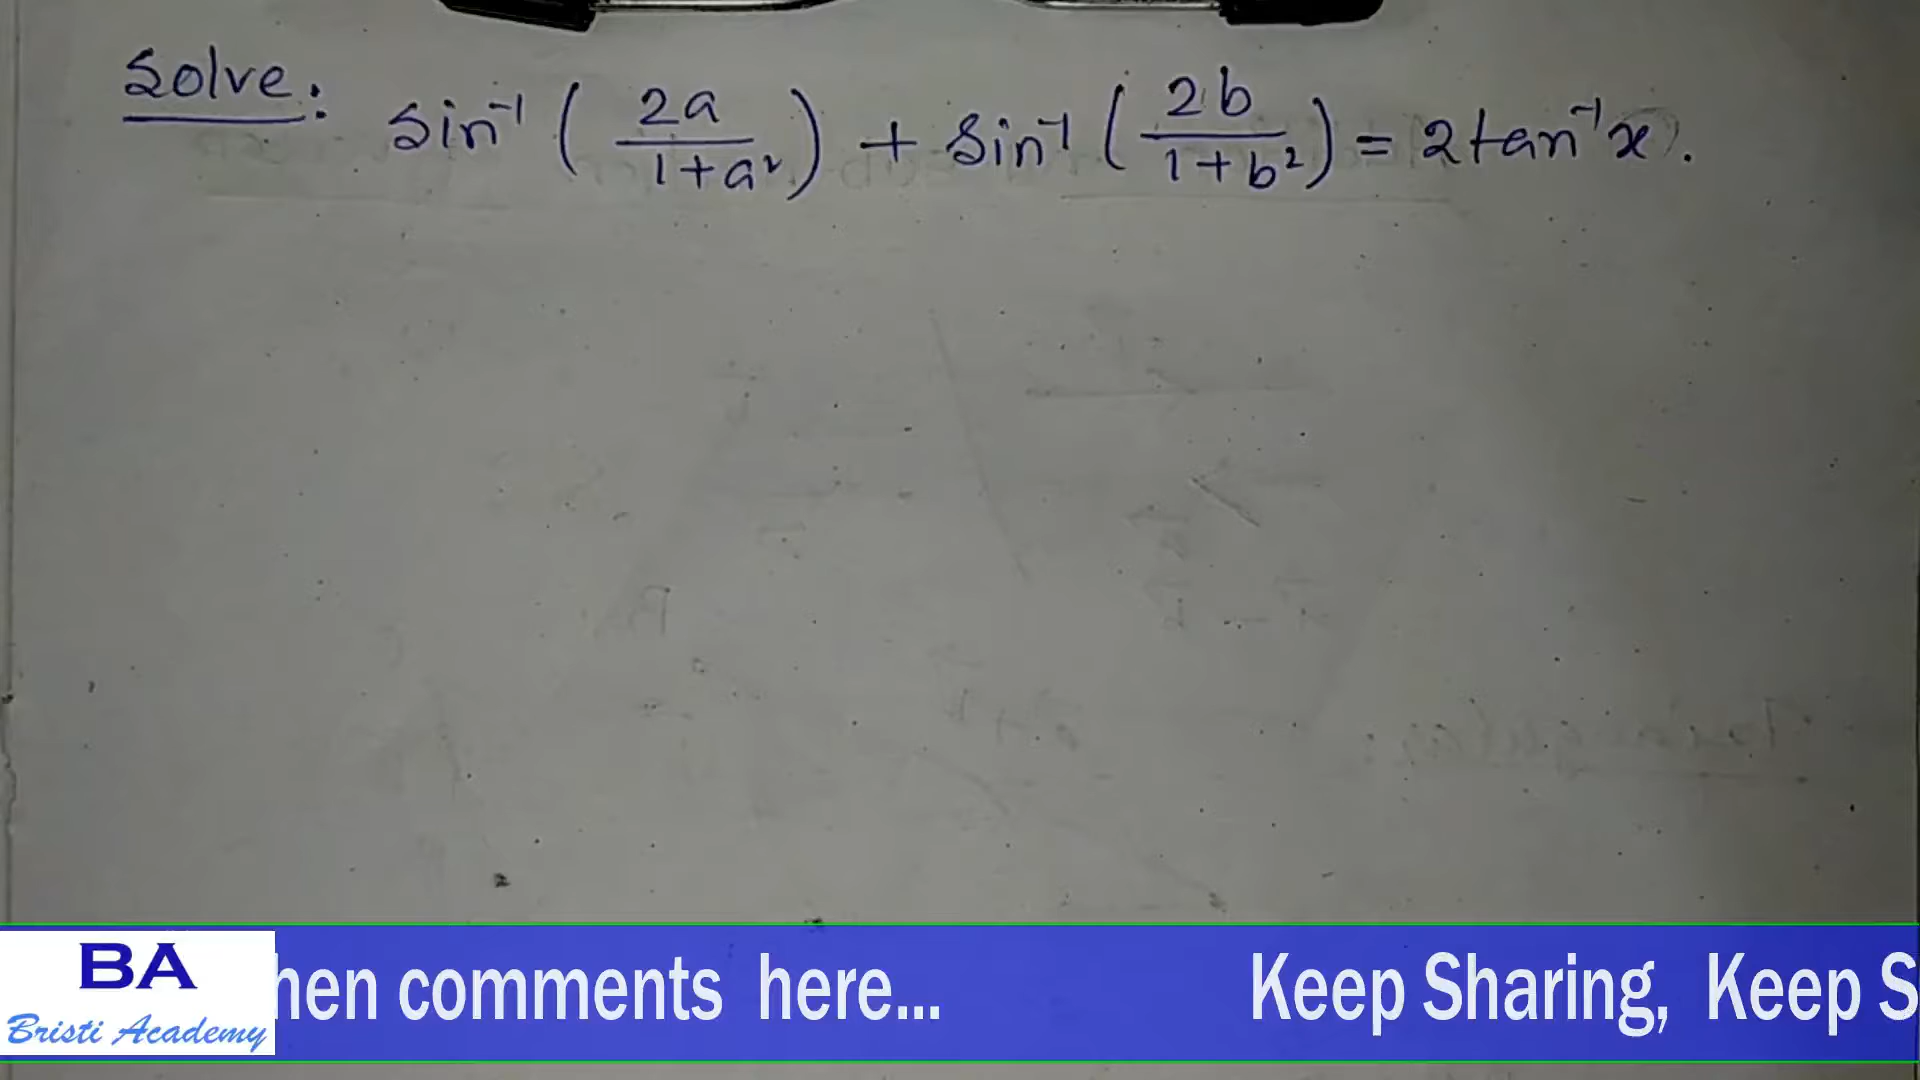 Solve:
sin⁻¹ (2a/1+a²) + sin⁻¹ (2b/1+b²) = 2tan⁻¹x.
BA
Bristi Academy
hen comments here... Keep Sharing, Keep S